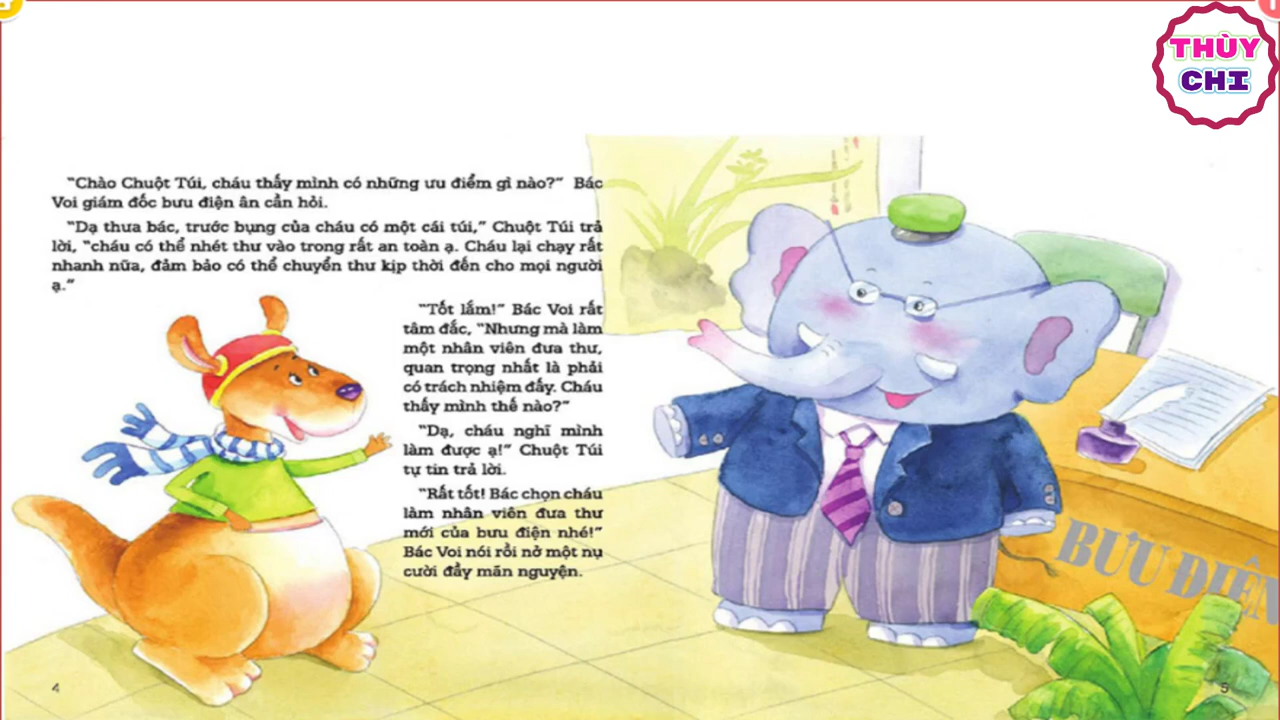 THÙY
CHI
“Chào Chuột Túi, cháu thấy mình có những ưu điểm gì nào?” Bác
Voi giám đốc bưu điện ân cần hỏi.
“Dạ thưa bác, trước bụng của cháu có một cái túi,” Chuột Túi trả
lời, “cháu có thể nhét thư vào trong rất an toàn ạ. Cháu lại chạy rất
nhanh nữa, đảm bảo có thể chuyển thư kịp thời đến cho mọi người
ạ.”
“Tốt lắm!” Bác Voi rất
tâm đắc, “Nhưng mà làm
một nhân viên đưa thư,
quan trọng nhất là phải
có trách nhiệm đấy. Cháu
thấy mình thế nào?”
“Dạ, cháu nghĩ mình
làm được ạ!” Chuột Túi
tự tin trả lời.
“Rất tốt! Bác chọn cháu
làm nhân viên đưa thư
mới của bưu điện nhé!”
Bác Voi nói rồi nở một nụ
cười đầy mãn nguyện.
BƯU ĐIỆN
4
5